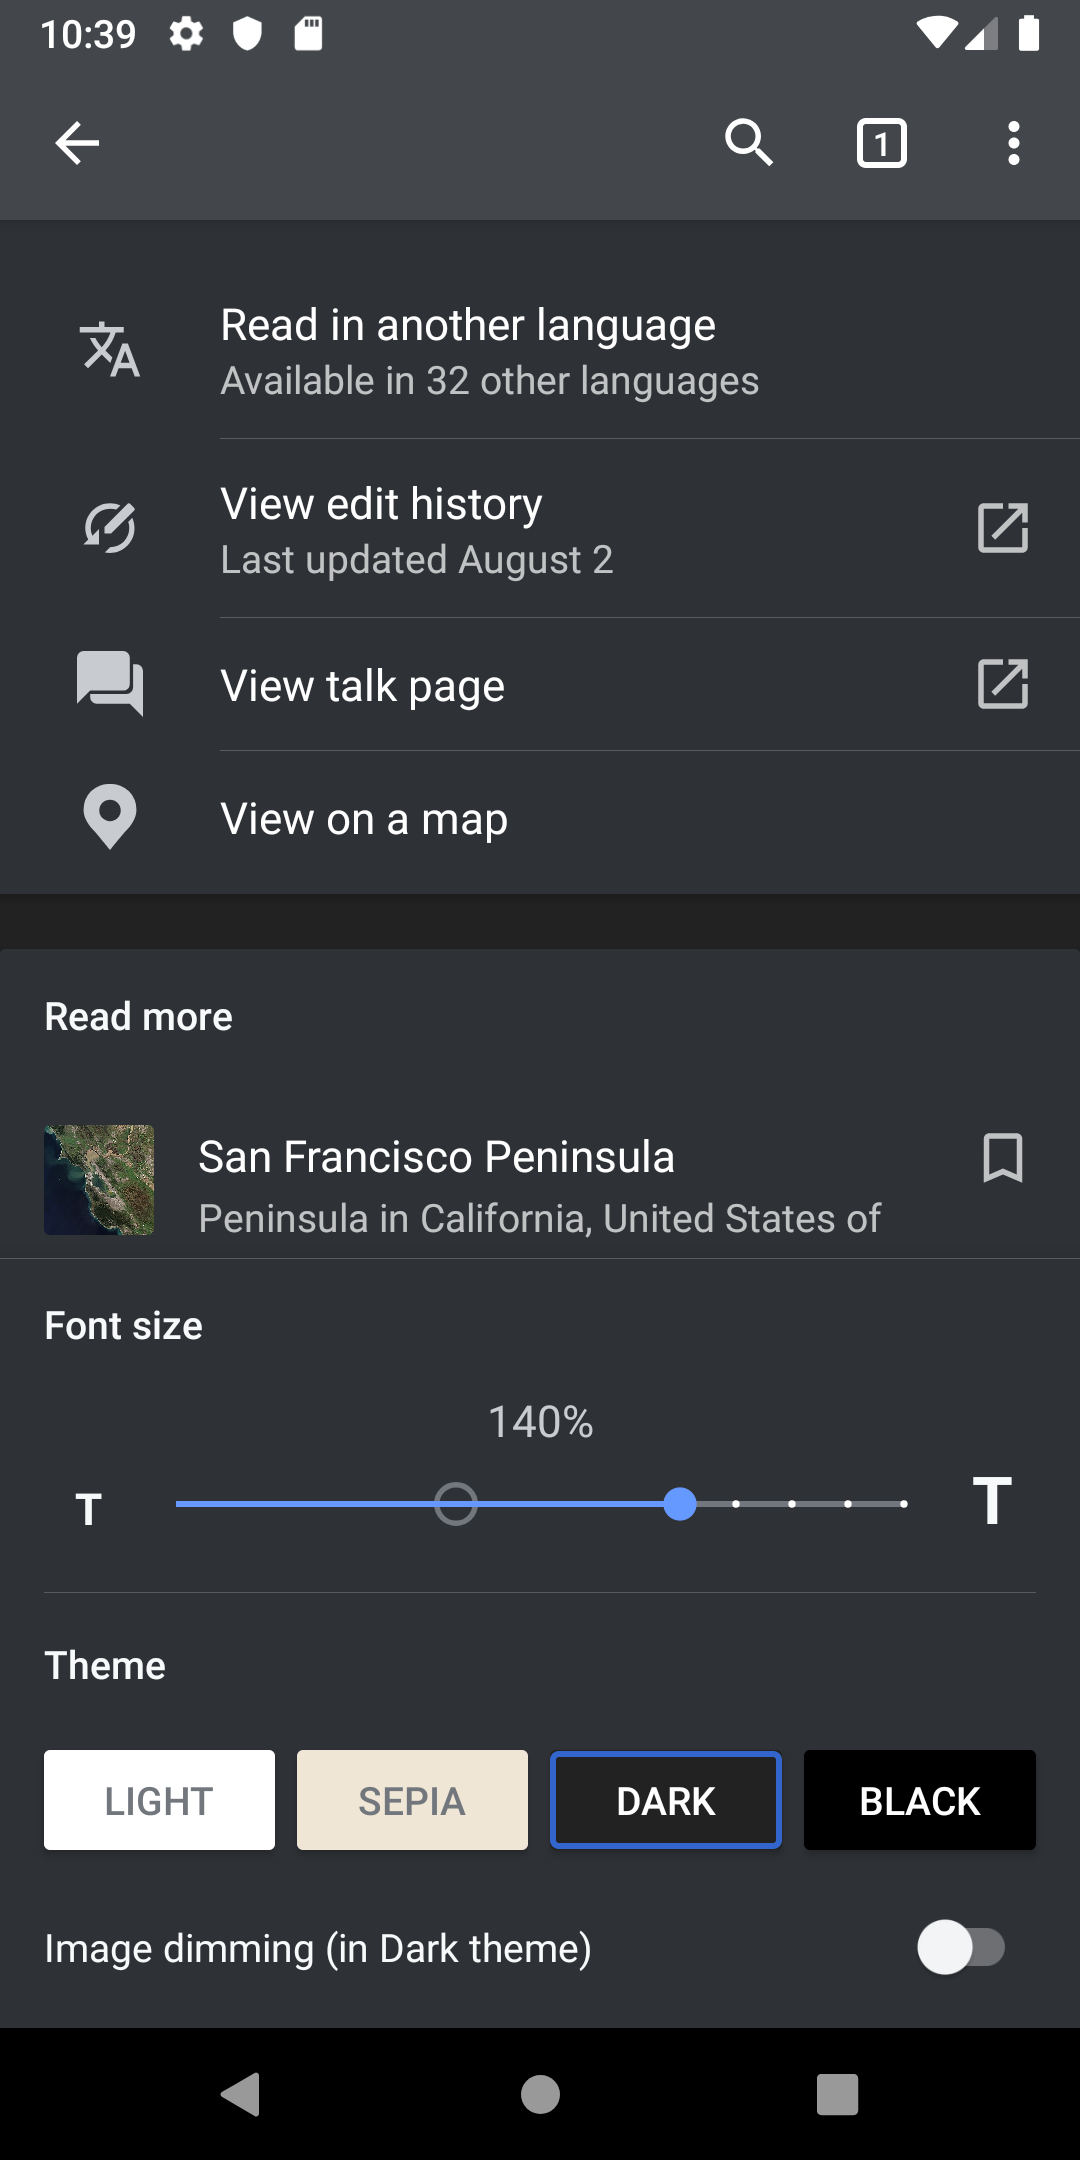 10:39
1
Read in another language
Available in 32 other languages
View edit history
Last updated August 2
View talk page
View on a map
Read more
San Francisco Peninsula
Peninsula in California, United States of
Font size
140%
T T
Theme
LIGHT SEPIA DARK BLACK
Image dimming (in Dark theme)